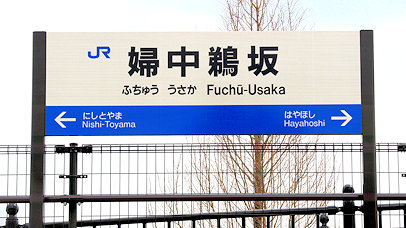 JR 婦中鵜坂
ふちゅう うさか Fuchū-Usaka
にしとやま はやほし
Nishi-Toyama Hayahoshi